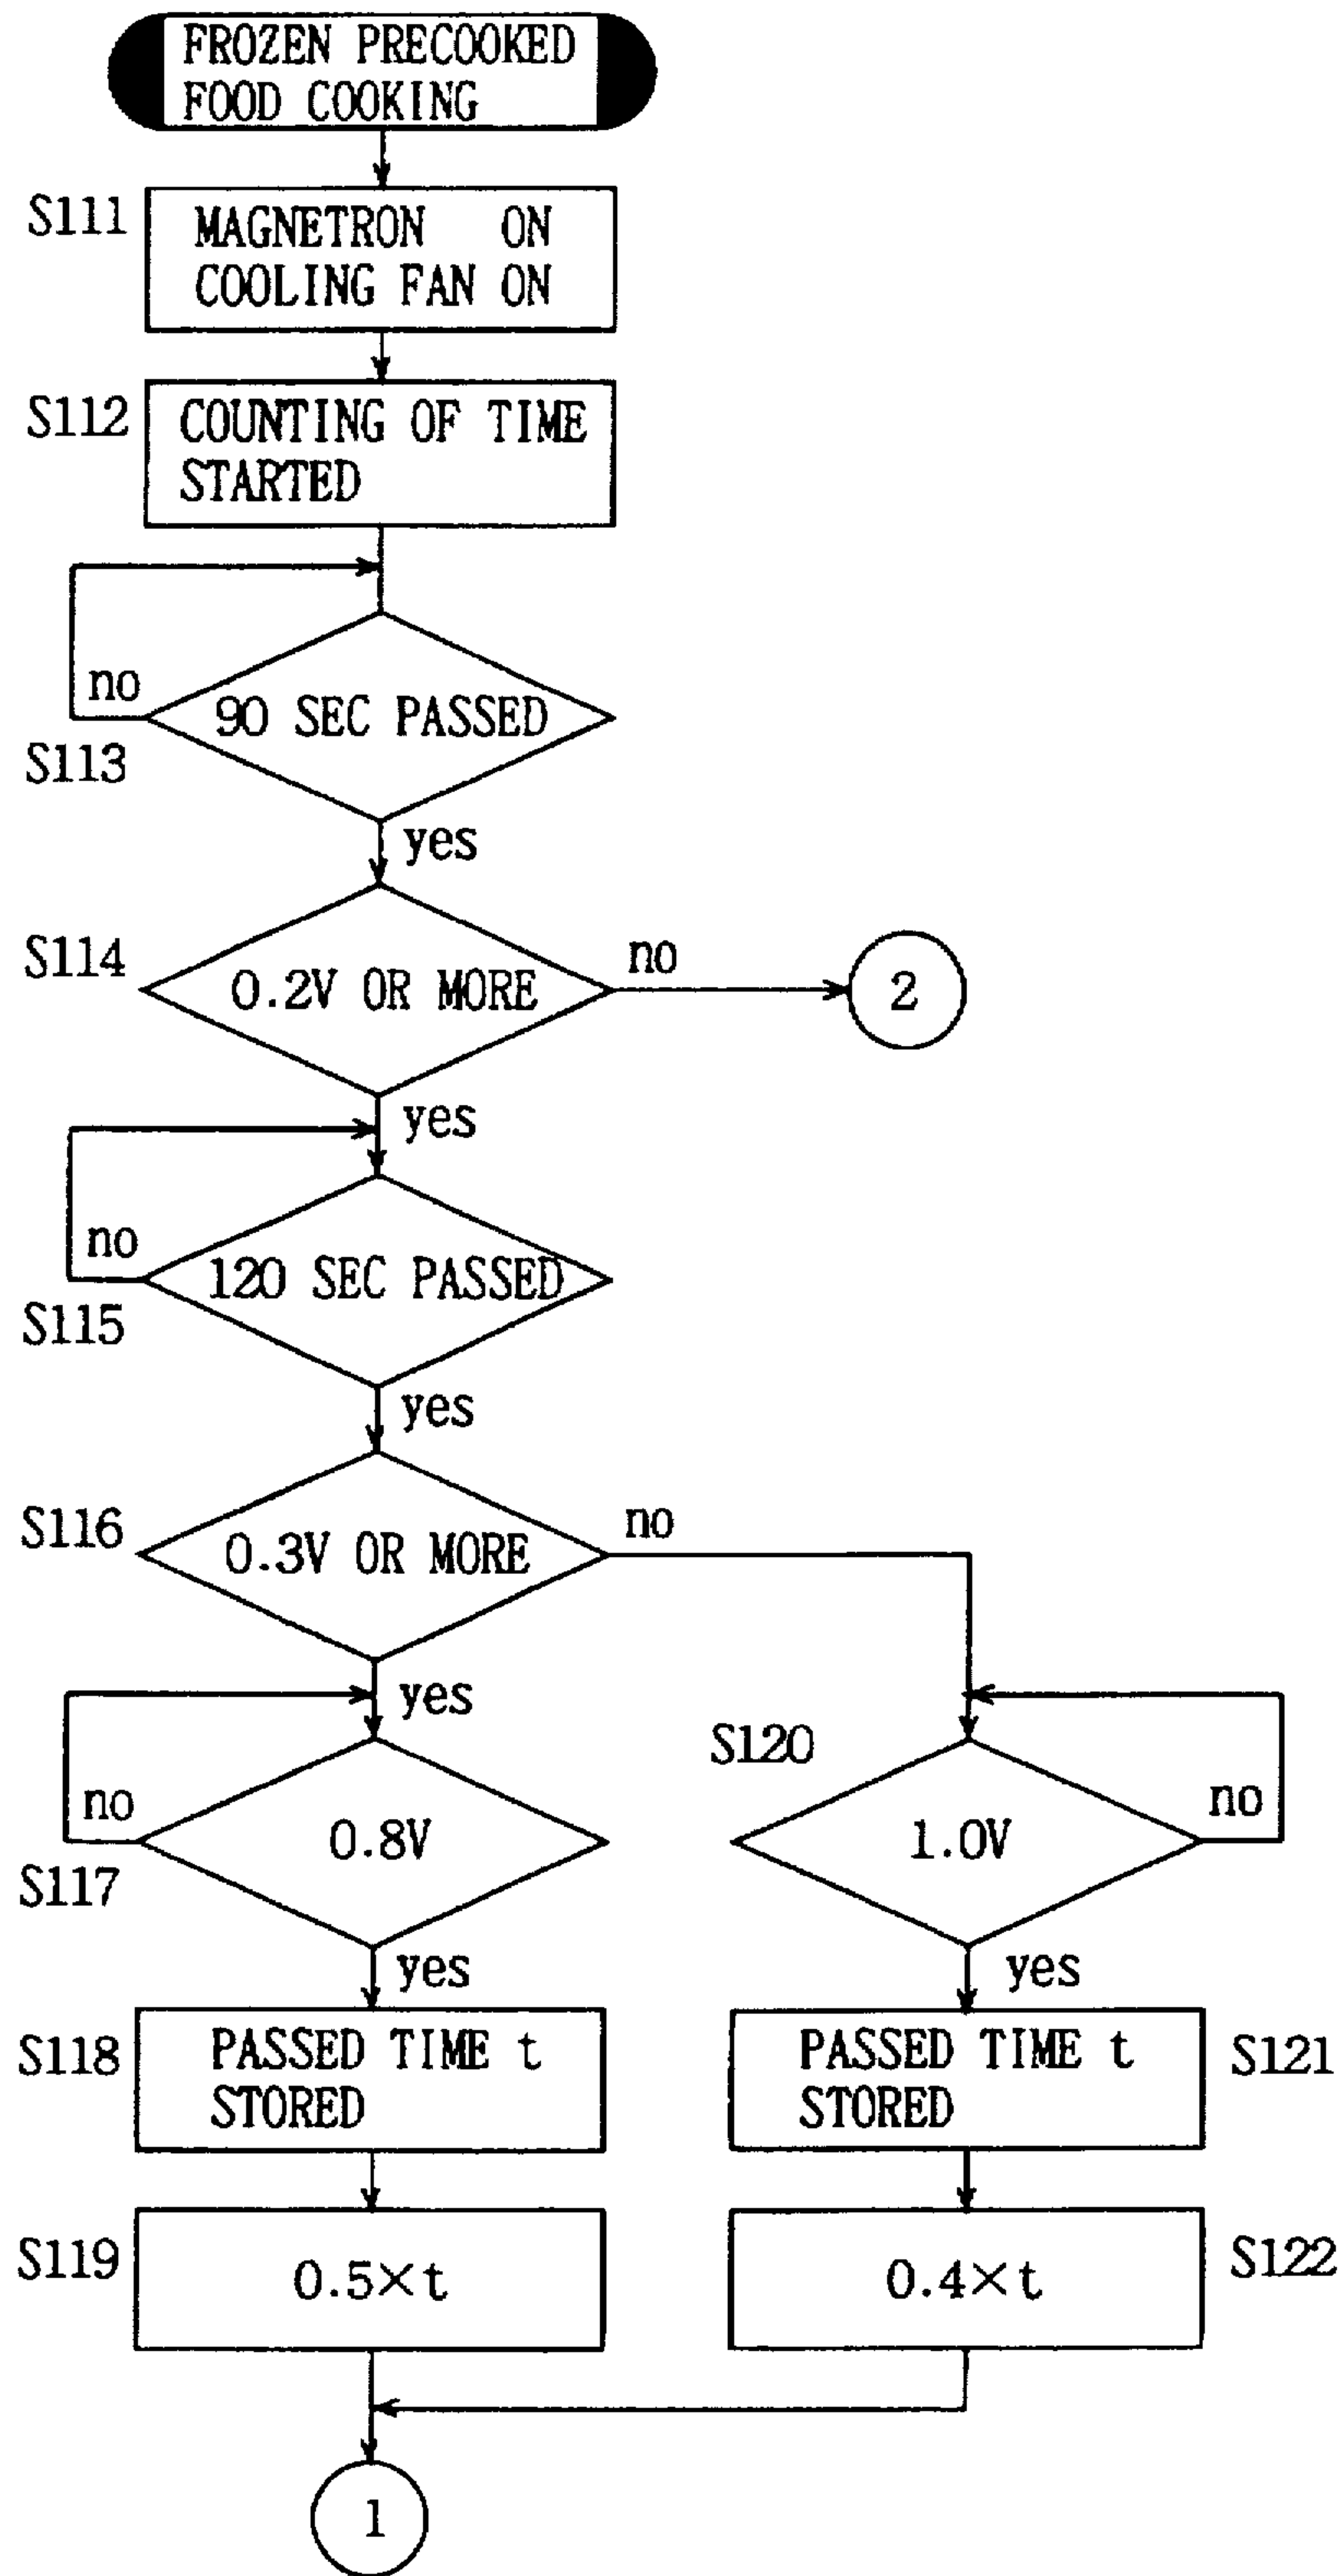 FROZEN PRECOOKED
FOOD COOKING
S111
MAGNETRON ON
COOLING FAN ON
S112
COUNTING OF TIME
STARTED
no
90 SEC PASSED
S113
yes
S114
0.2V OR MORE
no
2
yes
no
120 SEC PASSED
S115
yes
S116
0.3V OR MORE
no
yes
no
0.8V
S117
yes
S118
PASSED TIME t
STORED
S119
0.5×t
S120
1.0V
no
yes
PASSED TIME t
STORED
S121
0.4×t
S122
1